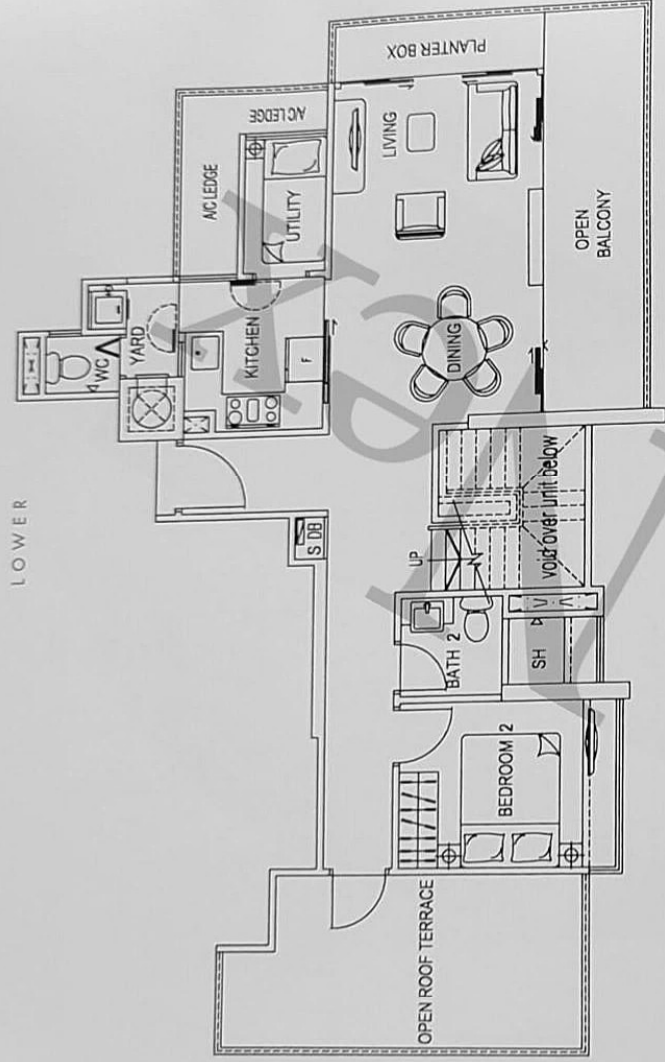 LOWER
PLANTER BOX
A/C LEDGE
A/C LEDGE
UTILITY
LIVING
WC
YARD
KITCHEN
F
DINING
OPEN
BALCONY
S DB
UP
void over unit below
BATH 2
SH
BEDROOM 2
OPEN ROOF TERRACE